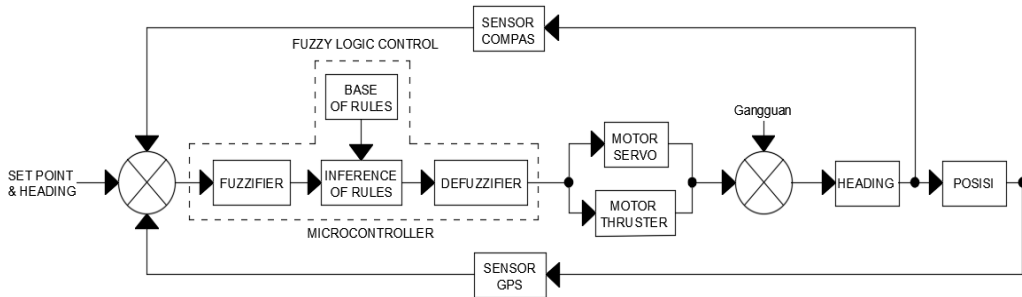 SENSOR
COMPAS
FUZZY LOGIC CONTROL
BASE
OF RULES
Gangguan
SET POINT
& HEADING
FUZZIFIER
INFERENCE
OF RULES
DEFUZZIFIER
MOTOR
SERVO
MOTOR
THRUSTER
HEADING
POSISI
MICROCONTROLLER
SENSOR
GPS